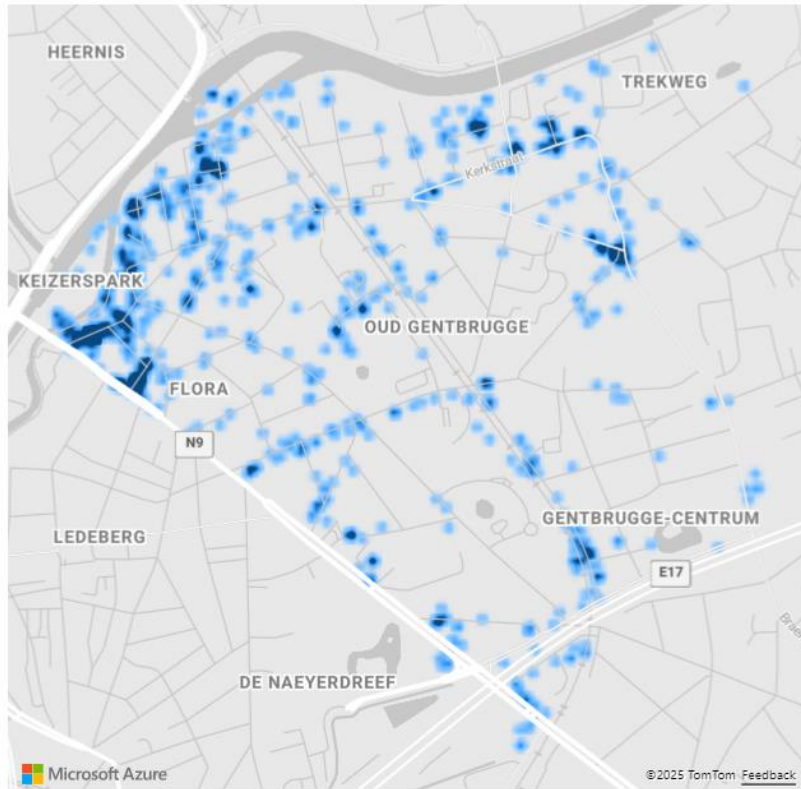 HEERNIS
TREKWEG
Kerkstraat
KEIZERSPARK
OUD GENTBRUGGE
FLORA
N9
LEDEBERG
GENTBRUGGE-CENTRUM
E17
DE NAEYERDREEF
Microsoft Azure
©2025 TomTom Feedback